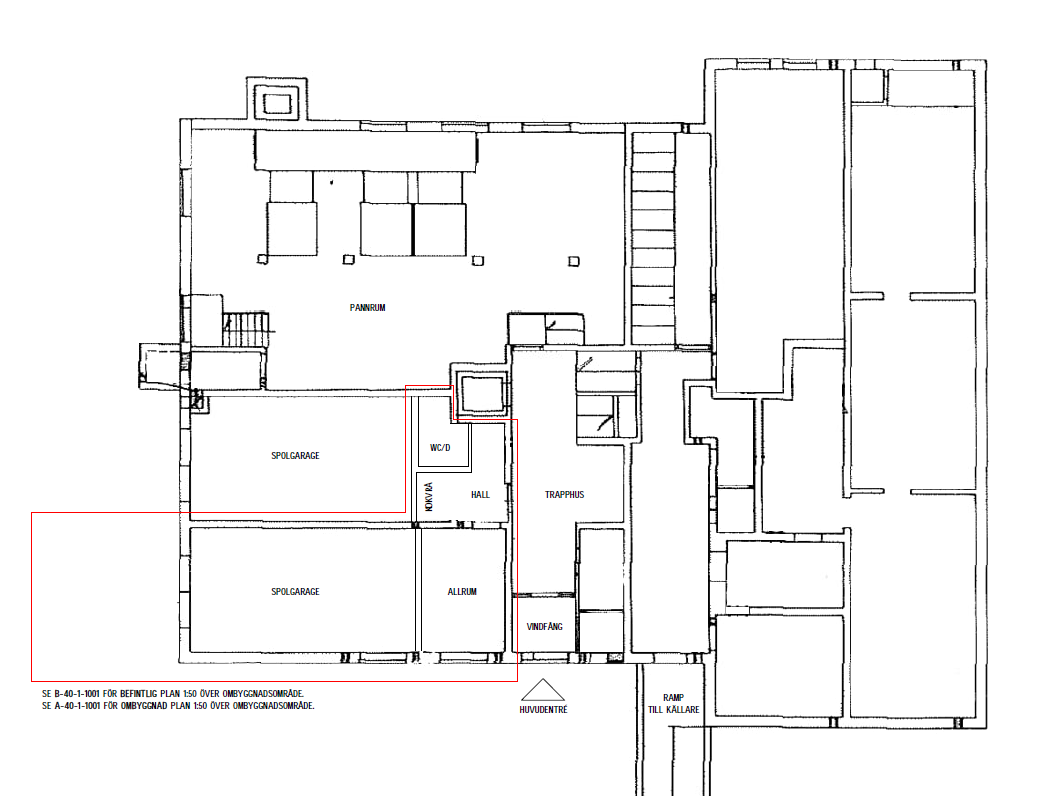 PANNRUM
SPOLGARAGE
WC/D
KOKVRÅ
HALL
TRAPPHUS
SPOLGARAGE
ALLRUM
VINDFÅNG
SE B-40-1-1001 FÖR BEFINTLIG PLAN 1:50 ÖVER OMBYGGNADSOMRÅDE.
SE A-40-1-1001 FÖR OMBYGGNAD PLAN 1:50 ÖVER OMBYGGNADSOMRÅDE.
HUVUDENTRÉ
RAMP
TILL KÄLLARE